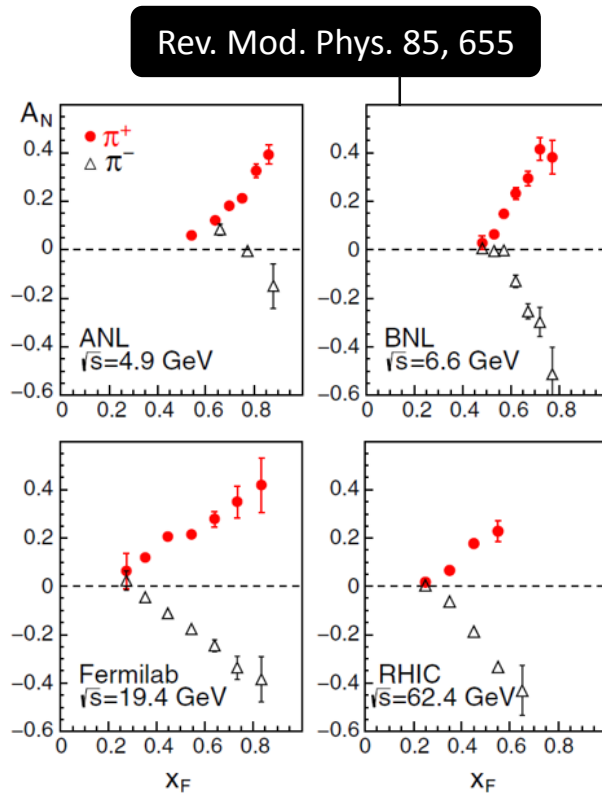 Rev. Mod. Phys. 85, 655
A_N
π⁺
π⁻
0.4
0.2
0
−0.2
−0.4
−0.6
ANL
√s=4.9 GeV
0 0.2 0.4 0.6 0.8
BNL
√s=6.6 GeV
0.4
0.2
0
−0.2
−0.4
−0.6
0 0.2 0.4 0.6 0.8
0.4
0.2
0
−0.2
−0.4
−0.6
Fermilab
√s=19.4 GeV
0 0.2 0.4 0.6 0.8
x_F
0.4
0.2
0
−0.2
−0.4
−0.6
RHIC
√s=62.4 GeV
0 0.2 0.4 0.6 0.8
x_F